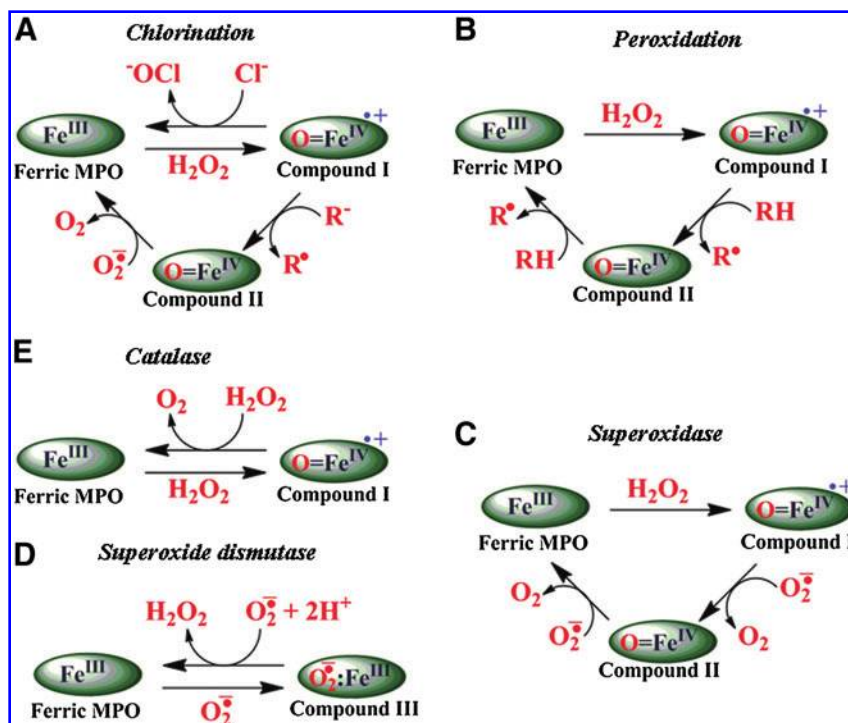 A
Chlorination
⁻OCl Cl⁻
Feᴵᴵᴵ
O=Feᴵⱽ •+
Ferric MPO
H₂O₂
Compound I
O₂
R⁻
O₂•̄
O=Feᴵⱽ
R•
Compound II
B
Peroxidation
H₂O₂
Feᴵᴵᴵ
O=Feᴵⱽ •+
Ferric MPO
Compound I
R•
RH
RH
O=Feᴵⱽ
R•
Compound II
E
Catalase
O₂ H₂O₂
Feᴵᴵᴵ
O=Feᴵⱽ •+
Ferric MPO
H₂O₂
Compound I
C
Superoxidase
H₂O₂
Feᴵᴵᴵ
O=Feᴵⱽ •+
Ferric MPO
Compound I
O₂
O₂•̄
O₂•̄
O=Feᴵⱽ
O₂
Compound II
D
Superoxide dismutase
H₂O₂ O₂•̄ + 2H⁺
Feᴵᴵᴵ
O₂•̄:Feᴵᴵᴵ
Ferric MPO
O₂•̄
Compound III